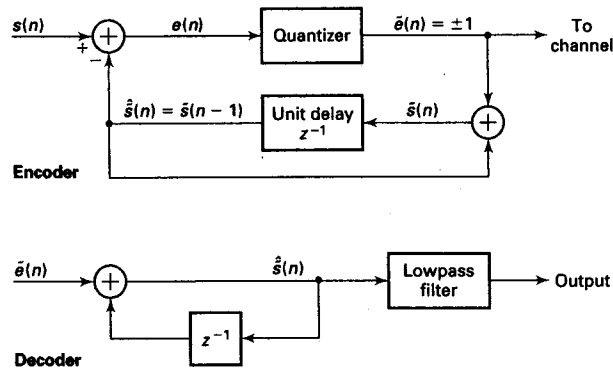 s(n)
+
−
+
e(n)
Quantizer
ẽ(n) = ±1
To
channel
ŝ̃(n) = s̃(n − 1)
Unit delay
z⁻¹
s̃(n)
+
Encoder
ẽ(n)
+
ŝ̃(n)
Lowpass
filter
Output
z⁻¹
Decoder